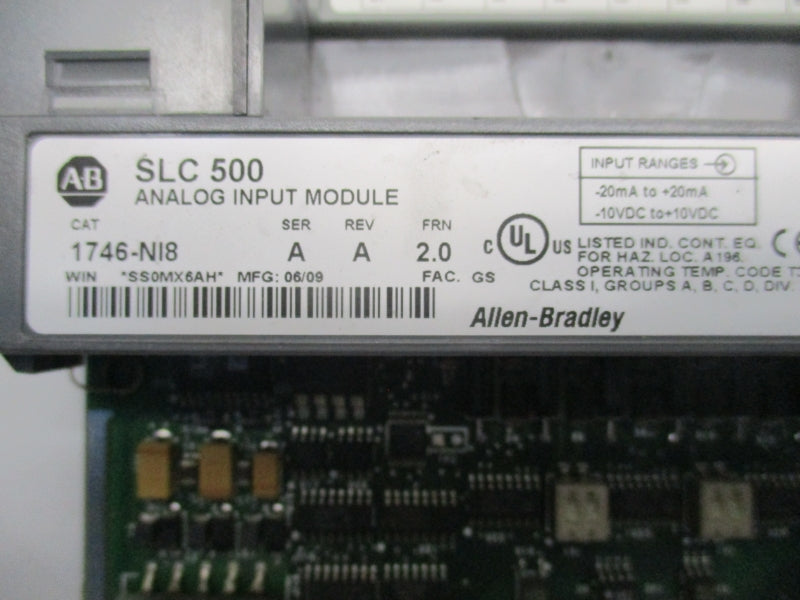 AB
SLC 500
ANALOG INPUT MODULE
CAT SER REV FRN
1746-NI8 A A 2.0
WIN *SS0MX6AH* MFG: 06/09 FAC. GS
INPUT RANGES
-20mA to +20mA
-10VDC to+10VDC
C UL US LISTED IND. CONT. EQ.
FOR HAZ. LOC. A196
OPERATING TEMP. CODE
CLASS I, GROUPS A, B, C, D, DIV.
CE
Allen-Bradley